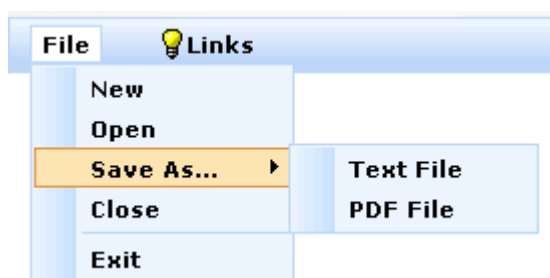 File Links
New
Open
Save As... Text File
Close PDF File
Exit